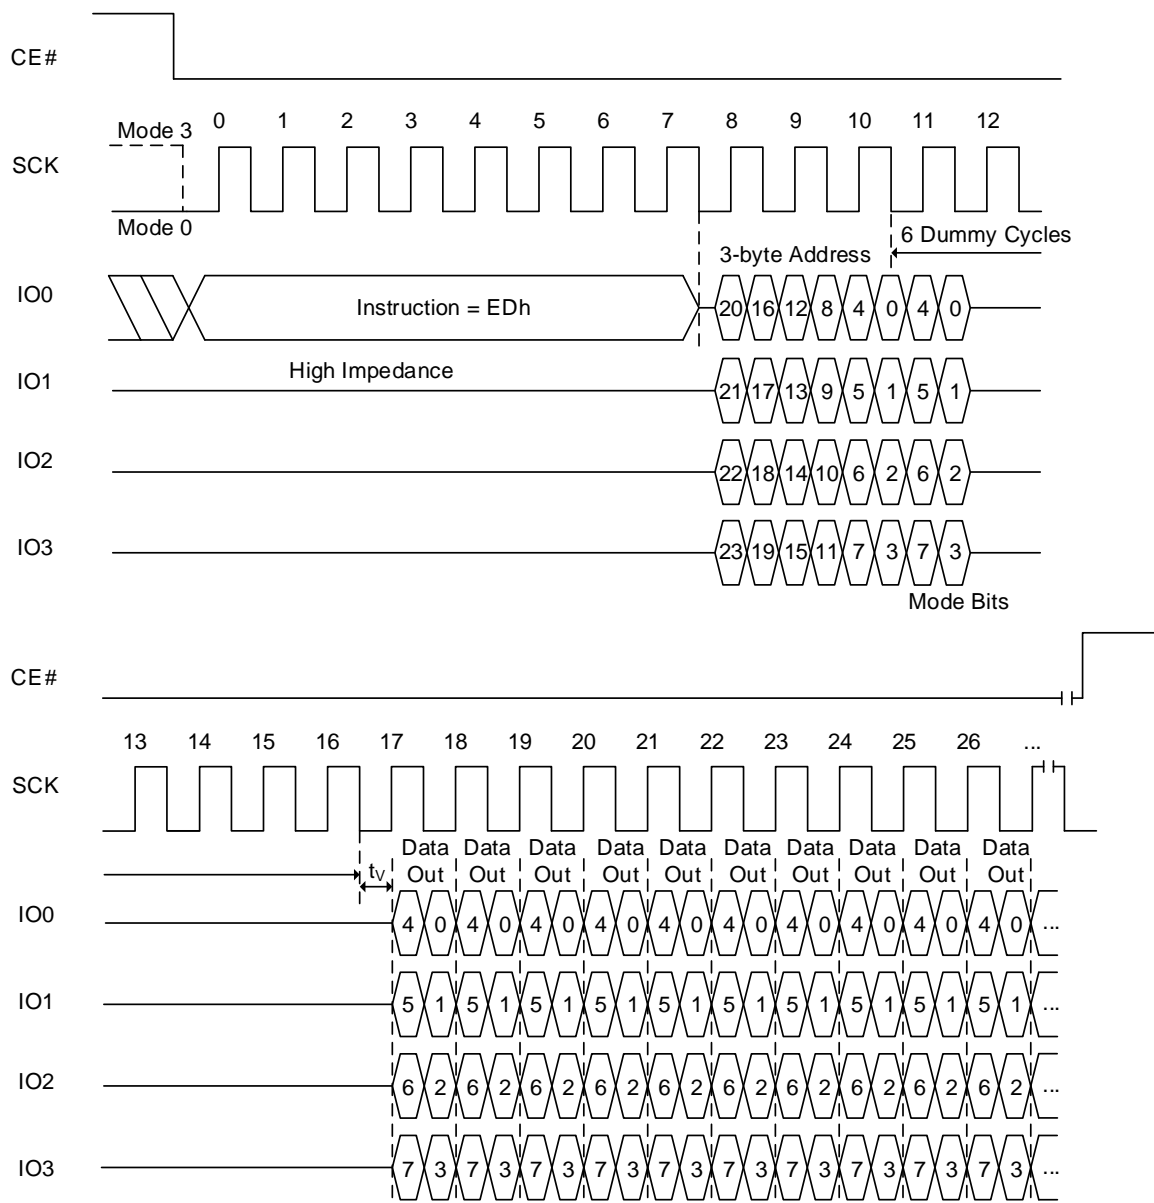 CE#
0 1 2 3 4 5 6 7 8 9 10 11 12
Mode 3
SCK
Mode 0
6 Dummy Cycles
3-byte Address
IO0
Instruction = EDh
20 16 12 8 4 0 4 0
High Impedance
IO1
21 17 13 9 5 1 5 1
IO2
22 18 14 10 6 2 6 2
IO3
23 19 15 11 7 3 7 3
Mode Bits
CE#
13 14 15 16 17 18 19 20 21 22 23 24 25 26 ...
SCK
Data Data Data Data Data Data Data Data Data Data
tV Out Out Out Out Out Out Out Out Out Out
IO0
4 0 4 0 4 0 4 0 4 0 4 0 4 0 4 0 4 0 4 0 ...
IO1
5 1 5 1 5 1 5 1 5 1 5 1 5 1 5 1 5 1 5 1 ...
IO2
6 2 6 2 6 2 6 2 6 2 6 2 6 2 6 2 6 2 6 2 ...
IO3
7 3 7 3 7 3 7 3 7 3 7 3 7 3 7 3 7 3 7 3 ...